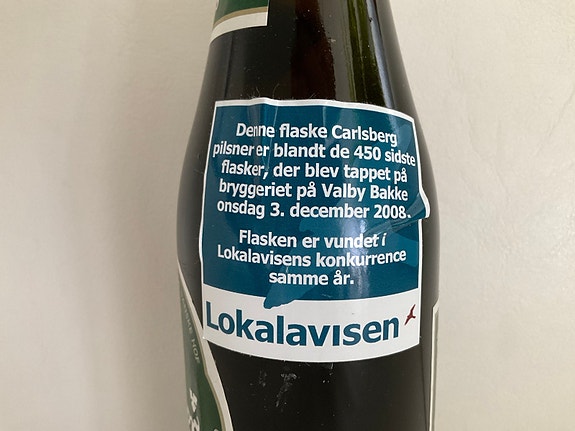 Denne flaske Carlsberg
pilsner er blandt de 450 sidste
flasker, der blev tappet på
bryggeriet på Valby Bakke
onsdag 3. december 2008.
Flasken er vundet i
Lokalavisens konkurrence
samme år.
Lokalavisen
HOF